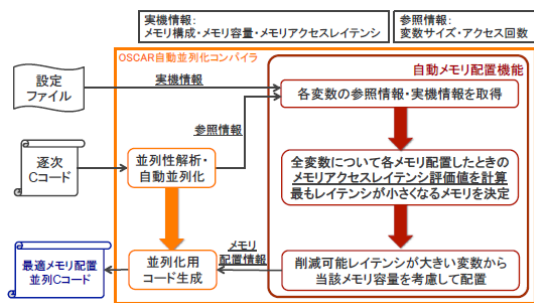 実機情報:
メモリ構成・メモリ容量・メモリアクセスレイテンシ
参照情報:
変数サイズ・アクセス回数
OSCAR自動並列化コンパイラ
自動メモリ配置機能
設定
ファイル
実機情報
各変数の参照情報・実機情報を取得
参照情報
逐次
Cコード
並列性解析・
自動並列化
全変数について各メモリ配置したときの
メモリアクセスレイテンシ評価値を計算
最もレイテンシが小さくなるメモリを決定
最適メモリ配置
並列Cコード
並列化用
コード生成
メモリ
配置情報
削減可能レイテンシが大きい変数から
当該メモリ容量を考慮して配置